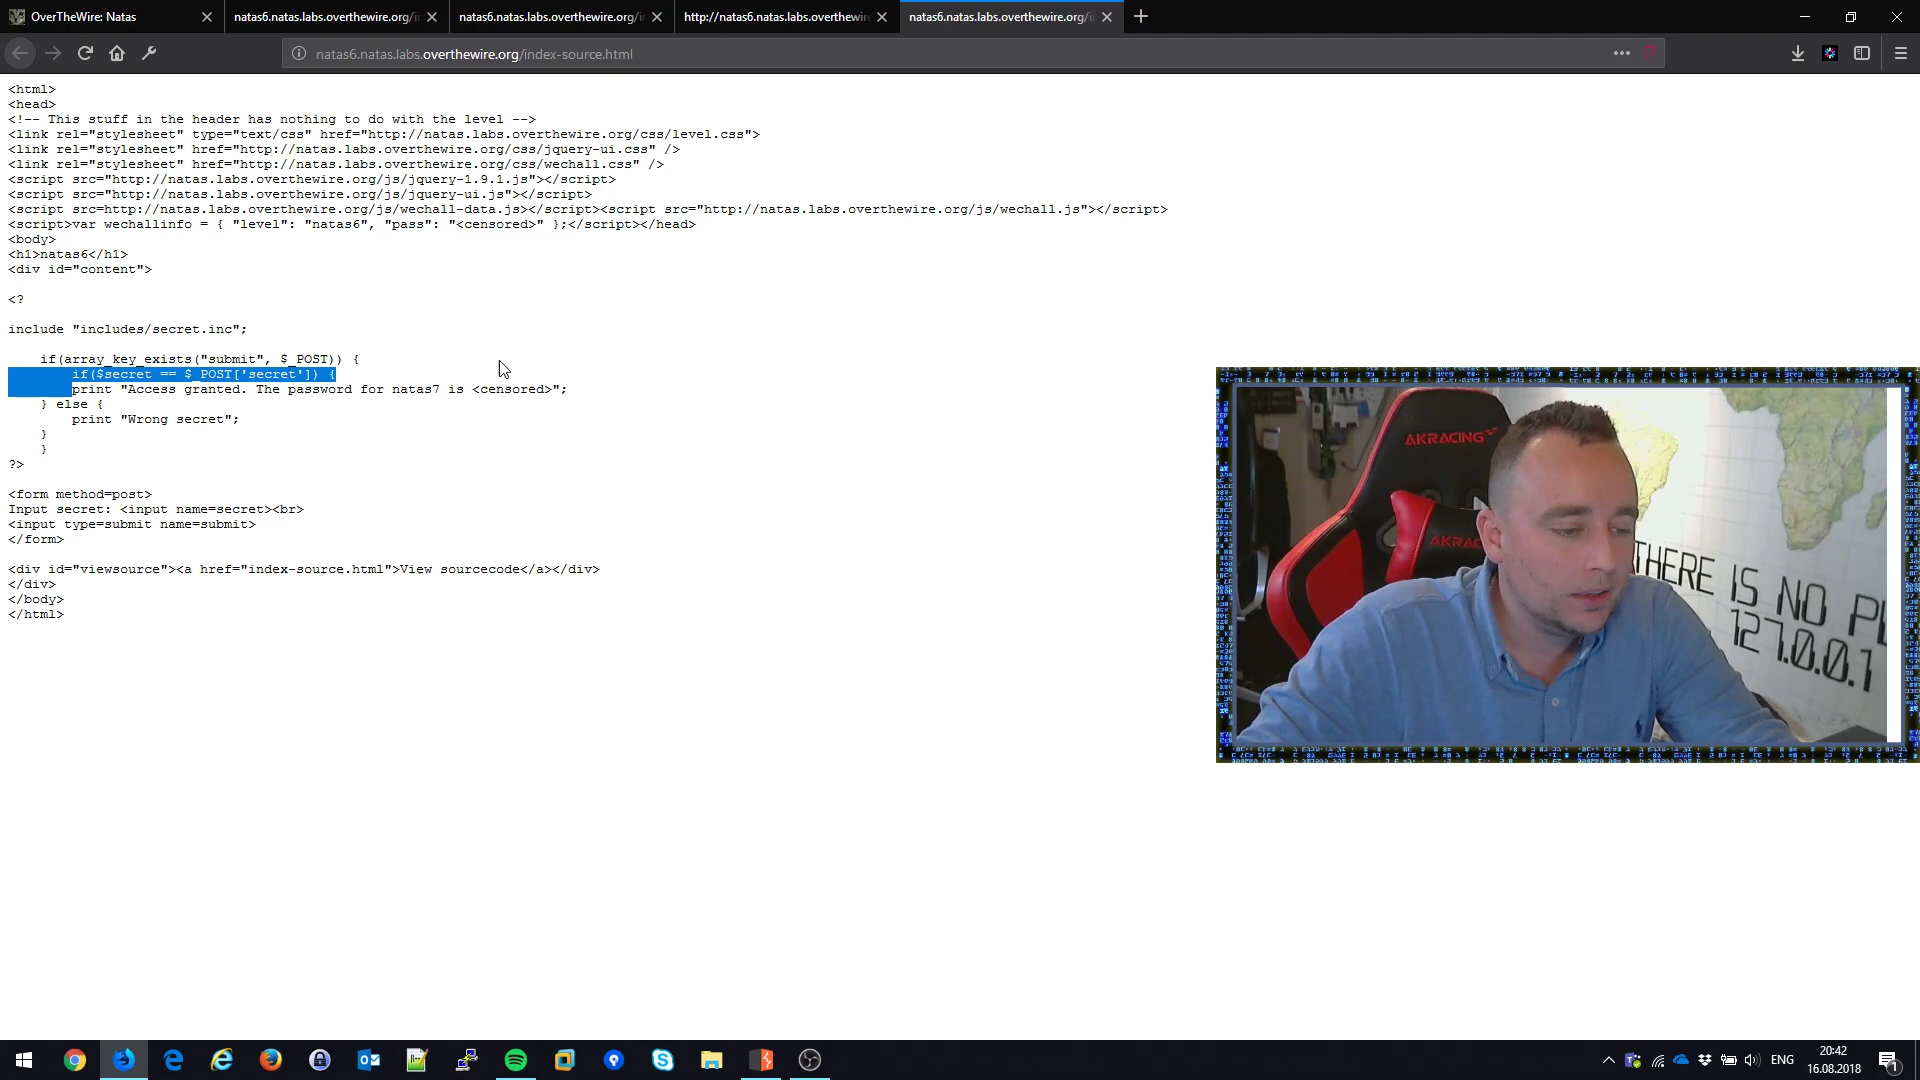 OverTheWire: Natas
natas6.natas.labs.overthewire.org/i
natas6.natas.labs.overthewire.org/i
http://natas6.natas.labs.overthewire
natas6.natas.labs.overthewire.org/i
natas6.natas.labs.overthewire.org/index-source.html
<html>
<head>
<!-- This stuff in the header has nothing to do with the level -->
<link rel="stylesheet" type="text/css" href="http://natas.labs.overthewire.org/css/level.css">
<link rel="stylesheet" href="http://natas.labs.overthewire.org/css/jquery-ui.css" />
<link rel="stylesheet" href="http://natas.labs.overthewire.org/css/wechall.css" />
<script src="http://natas.labs.overthewire.org/js/jquery-1.9.1.js"></script>
<script src="http://natas.labs.overthewire.org/js/jquery-ui.js"></script>
<script src=http://natas.labs.overthewire.org/js/wechall-data.js></script><script src="http://natas.labs.overthewire.org/js/wechall.js"></script>
<script>var wechallinfo = { "level": "natas6", "pass": "<censored>" };</script></head>
<body>
<h1>natas6</h1>
<div id="content">
<?
include "includes/secret.inc";
if(array_key_exists("submit", $_POST)) {
if($secret == $_POST['secret']) {
print "Access granted. The password for natas7 is <censored>";
} else {
print "Wrong secret";
}
}
?>
<form method=post>
Input secret: <input name=secret><br>
<input type=submit name=submit>
</form>
<div id="viewsource"><a href="index-source.html">View sourcecode</a></div>
</div>
</body>
</html>
AKRACING
AKRAC
THERE IS NO PL
127.0.0.1
ENG
20:42
16.08.2018
1